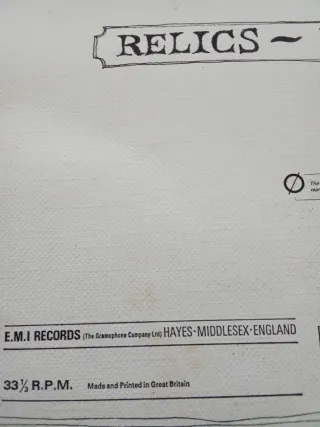 RELICS ~
E.M.I RECORDS (The Gramophone Company Ltd) HAYES · MIDDLESEX · ENGLAND
33⅓ R.P.M. Made and Printed in Great Britain